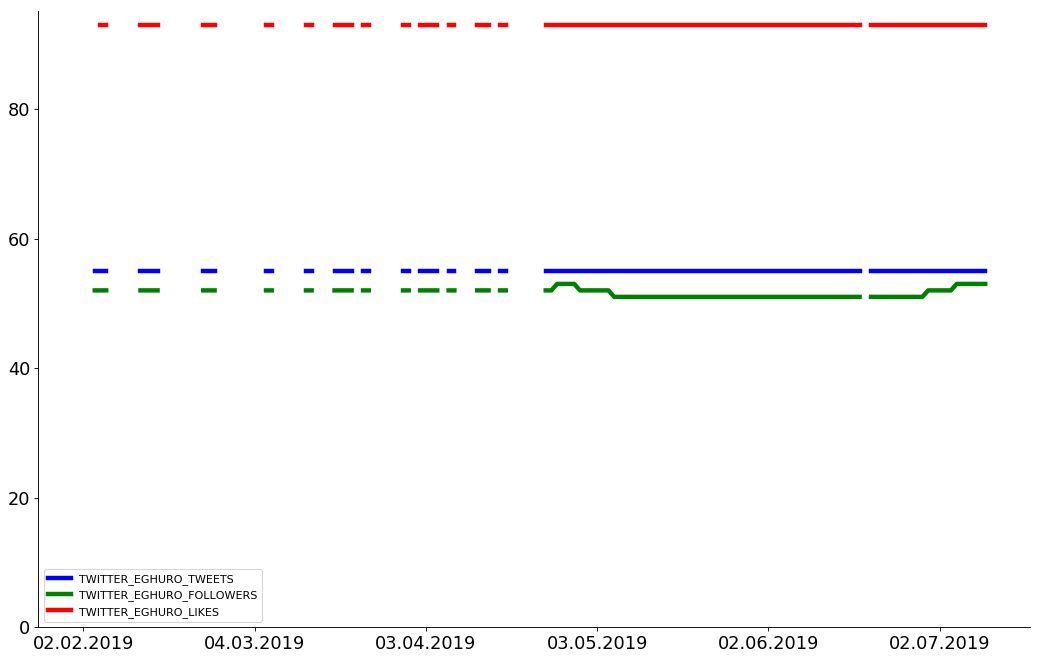 80
60
40
20
0
TWITTER_EGHURO_TWEETS
TWITTER_EGHURO_FOLLOWERS
TWITTER_EGHURO_LIKES
02.02.2019 04.03.2019 03.04.2019 03.05.2019 02.06.2019 02.07.2019